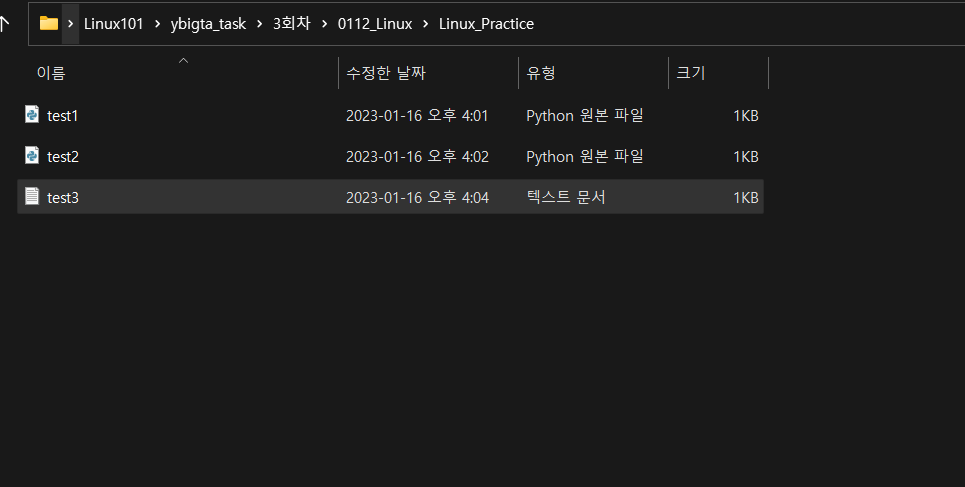 Linux101 > ybigta_task > 3회차 > 0112_Linux > Linux_Practice
이름 수정한 날짜 유형 크기
test1 2023-01-16 오후 4:01 Python 원본 파일 1KB
test2 2023-01-16 오후 4:02 Python 원본 파일 1KB
test3 2023-01-16 오후 4:04 텍스트 문서 1KB